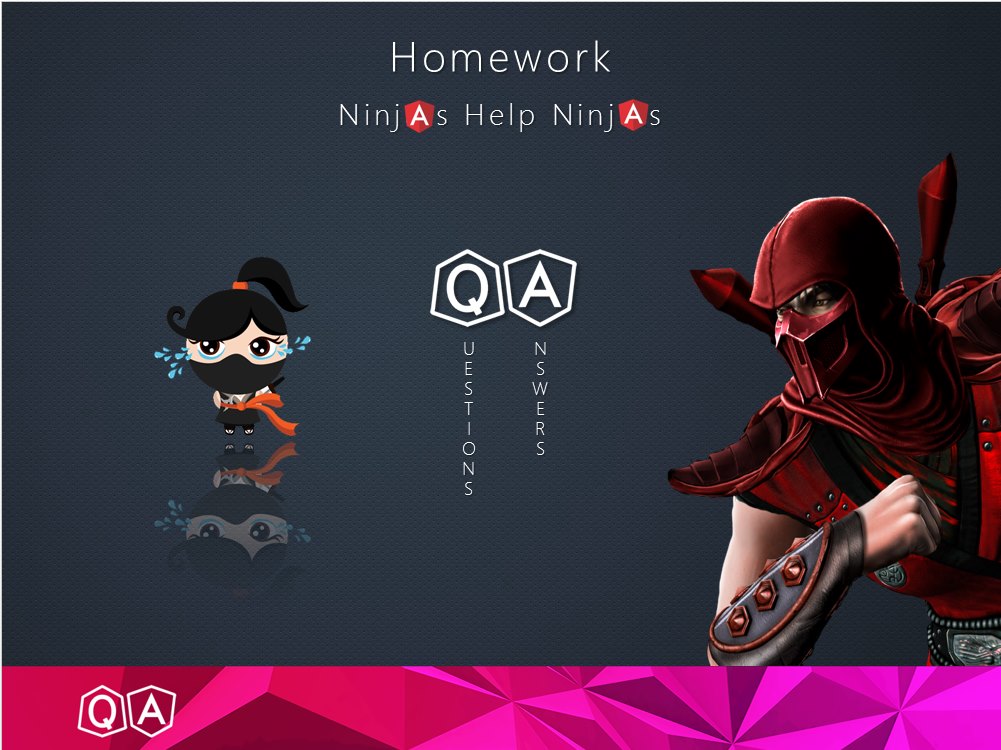 Homework
NinjAs Help NinjAs
QA
UESTIONS
NSWERS
QA